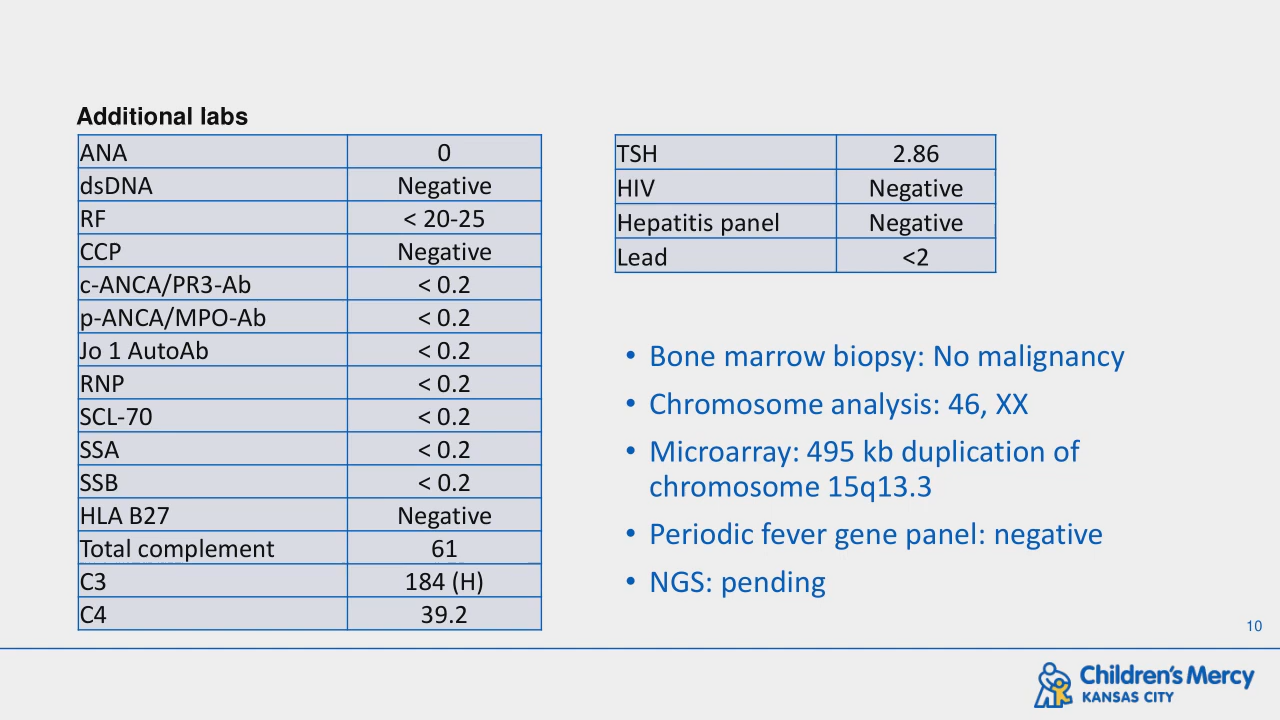 Additional labs
ANA 0
dsDNA Negative
RF < 20-25
CCP Negative
c-ANCA/PR3-Ab < 0.2
p-ANCA/MPO-Ab < 0.2
Jo 1 AutoAb < 0.2
RNP < 0.2
SCL-70 < 0.2
SSA < 0.2
SSB < 0.2
HLA B27 Negative
Total complement 61
C3 184 (H)
C4 39.2
TSH 2.86
HIV Negative
Hepatitis panel Negative
Lead <2
• Bone marrow biopsy: No malignancy
• Chromosome analysis: 46, XX
• Microarray: 495 kb duplication of
chromosome 15q13.3
• Periodic fever gene panel: negative
• NGS: pending
10
Children's Mercy
KANSAS CITY